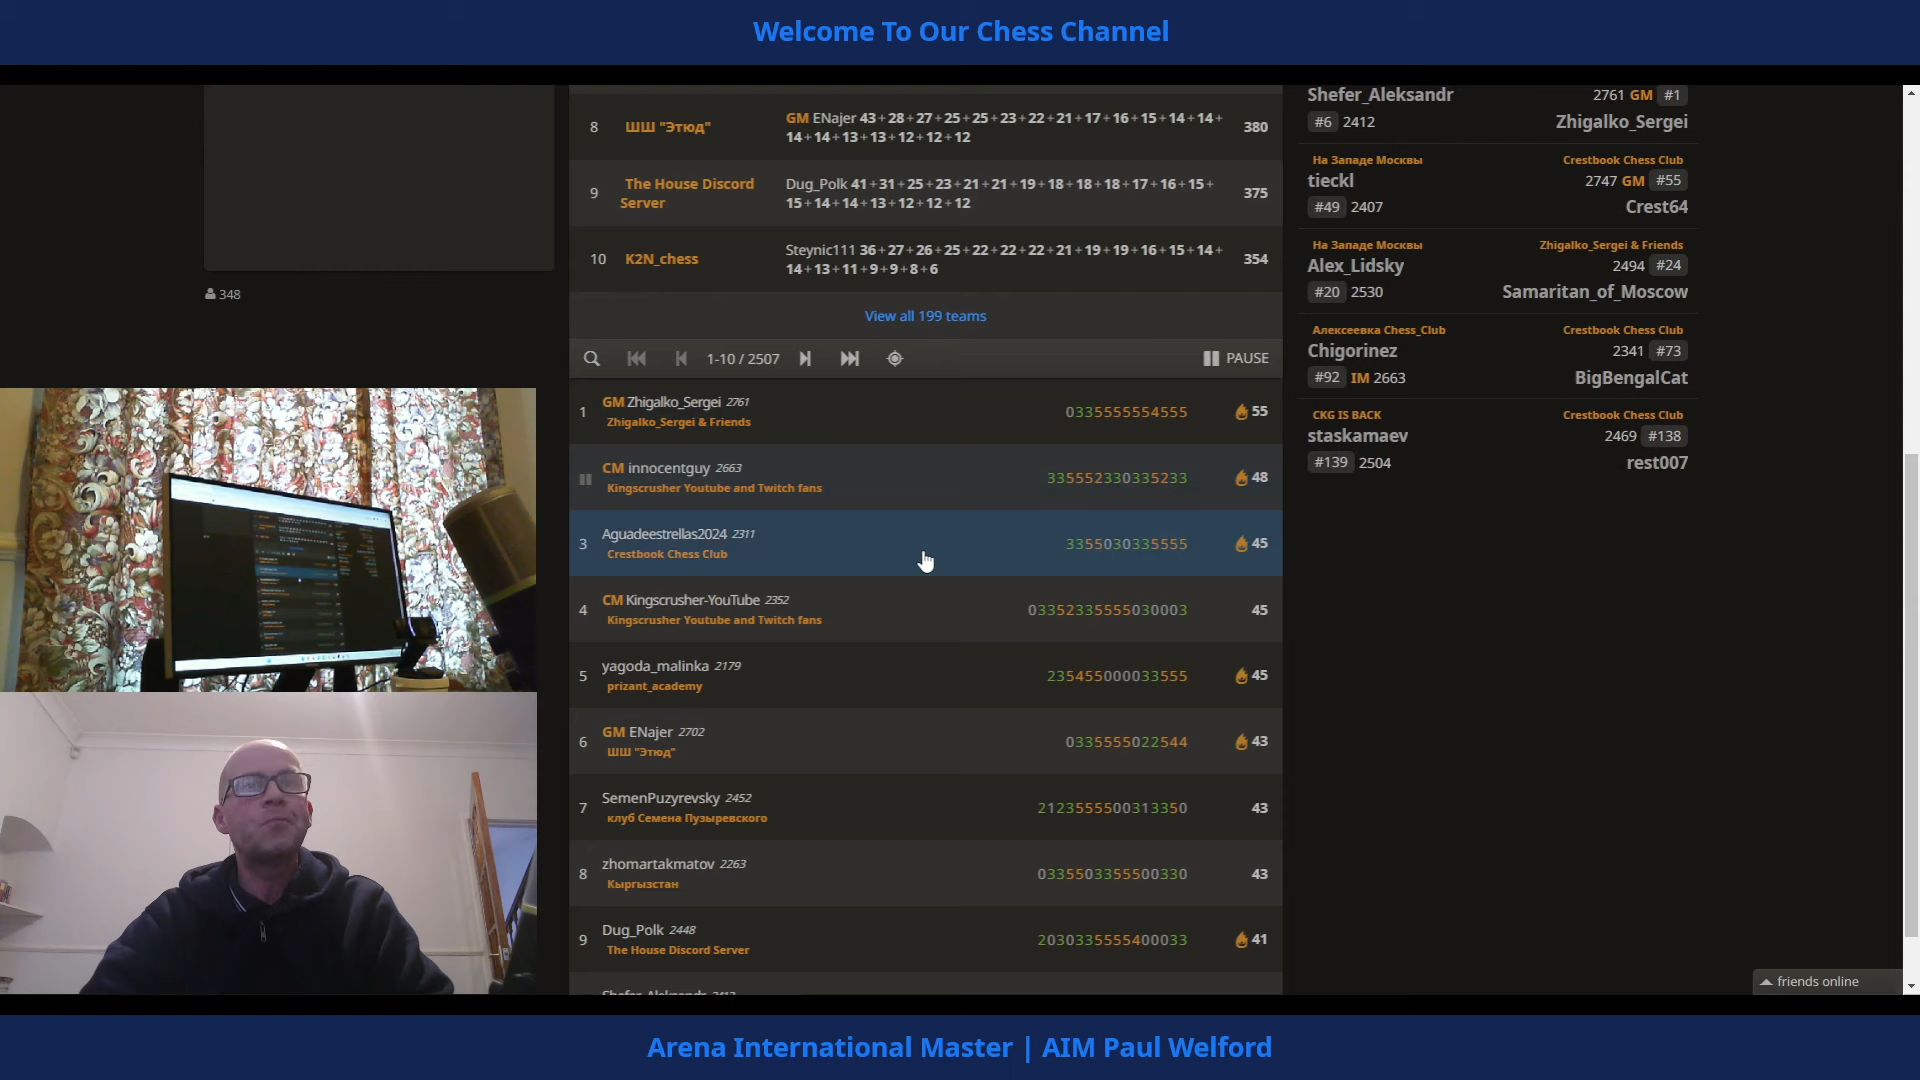 Welcome To Our Chess Channel
8 ШШ "Этюд" GM ENajer 43+28+27+25+25+23+22+21+17+16+15+14+14+
14+14+13+13+12+12+12 380
9 The House Discord Server Dug_Polk 41+31+25+23+21+21+19+18+18+18+17+16+15+
15+14+14+13+12+12+12 375
10 K2N_chess Steynic111 36+27+26+25+22+22+22+21+19+19+16+15+14+
14+13+11+9+9+8+6 354
View all 199 teams
348
1-10 / 2507 PAUSE
1 GM Zhigalko_Sergei 2761 0335555554555 55
Zhigalko_Sergei & Friends
CM innocentguy 2663 335552330335233 48
Kingscrusher Youtube and Twitch fans
3 Aguadeestrellas2024 2311 3355030335555 45
Crestbook Chess Club
4 CM Kingscrusher-YouTube 2352 03352335555030003 45
Kingscrusher Youtube and Twitch fans
5 yagoda_malinka 2179 235455000033555 45
prizant_academy
6 GM ENajer 2702 0335555022544 43
ШШ "Этюд"
7 SemenPuzyrevsky 2452 2123555500313350 43
клуб Семена Пузыревского
8 zhomartakmatov 2263 0335503355500330 43
Кыргызстан
9 Dug_Polk 2448 2030335555400033 41
The House Discord Server
Shefer_Aleksandr 2412
Shefer_Aleksandr 2761 GM #1
#6 2412 Zhigalko_Sergei
На Западе Москвы Crestbook Chess Club
tieckl 2747 GM #55
#49 2407 Crest64
На Западе Москвы Zhigalko_Sergei & Friends
Alex_Lidsky 2494 #24
#20 2530 Samaritan_of_Moscow
Алексеевка Chess_Club Crestbook Chess Club
Chigorinez 2341 #73
#92 IM 2663 BigBengalCat
CKG IS BACK Crestbook Chess Club
staskamaev 2469 #138
#139 2504 rest007
friends online
Arena International Master | AIM Paul Welford